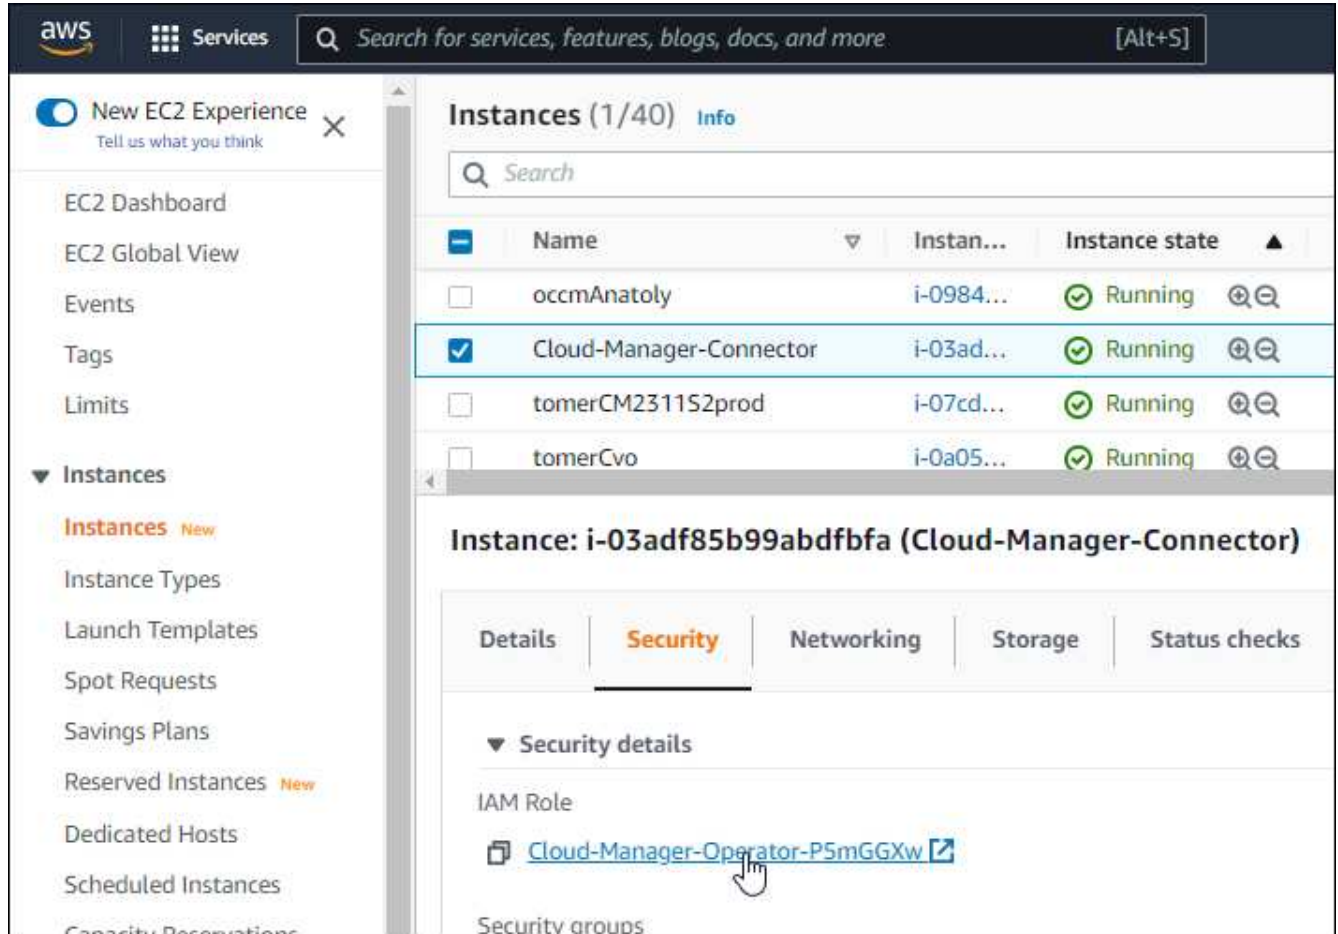 aws Services Search for services, features, blogs, docs, and more [Alt+S]
New EC2 Experience
Tell us what you think
EC2 Dashboard
EC2 Global View
Events
Tags
Limits
Instances
Instances New
Instance Types
Launch Templates
Spot Requests
Savings Plans
Reserved Instances New
Dedicated Hosts
Scheduled Instances
Capacity Reservations
Instances (1/40) Info
Search
Name Instan... Instance state
occmAnatoly i-0984... Running
Cloud-Manager-Connector i-03ad... Running
tomerCM2311S2prod i-07cd... Running
tomerCvo i-0a05... Running
Instance: i-03adf85b99abdfbfa (Cloud-Manager-Connector)
Details Security Networking Storage Status checks
Security details
IAM Role
Cloud-Manager-Operator-P5mGGXw
Security groups